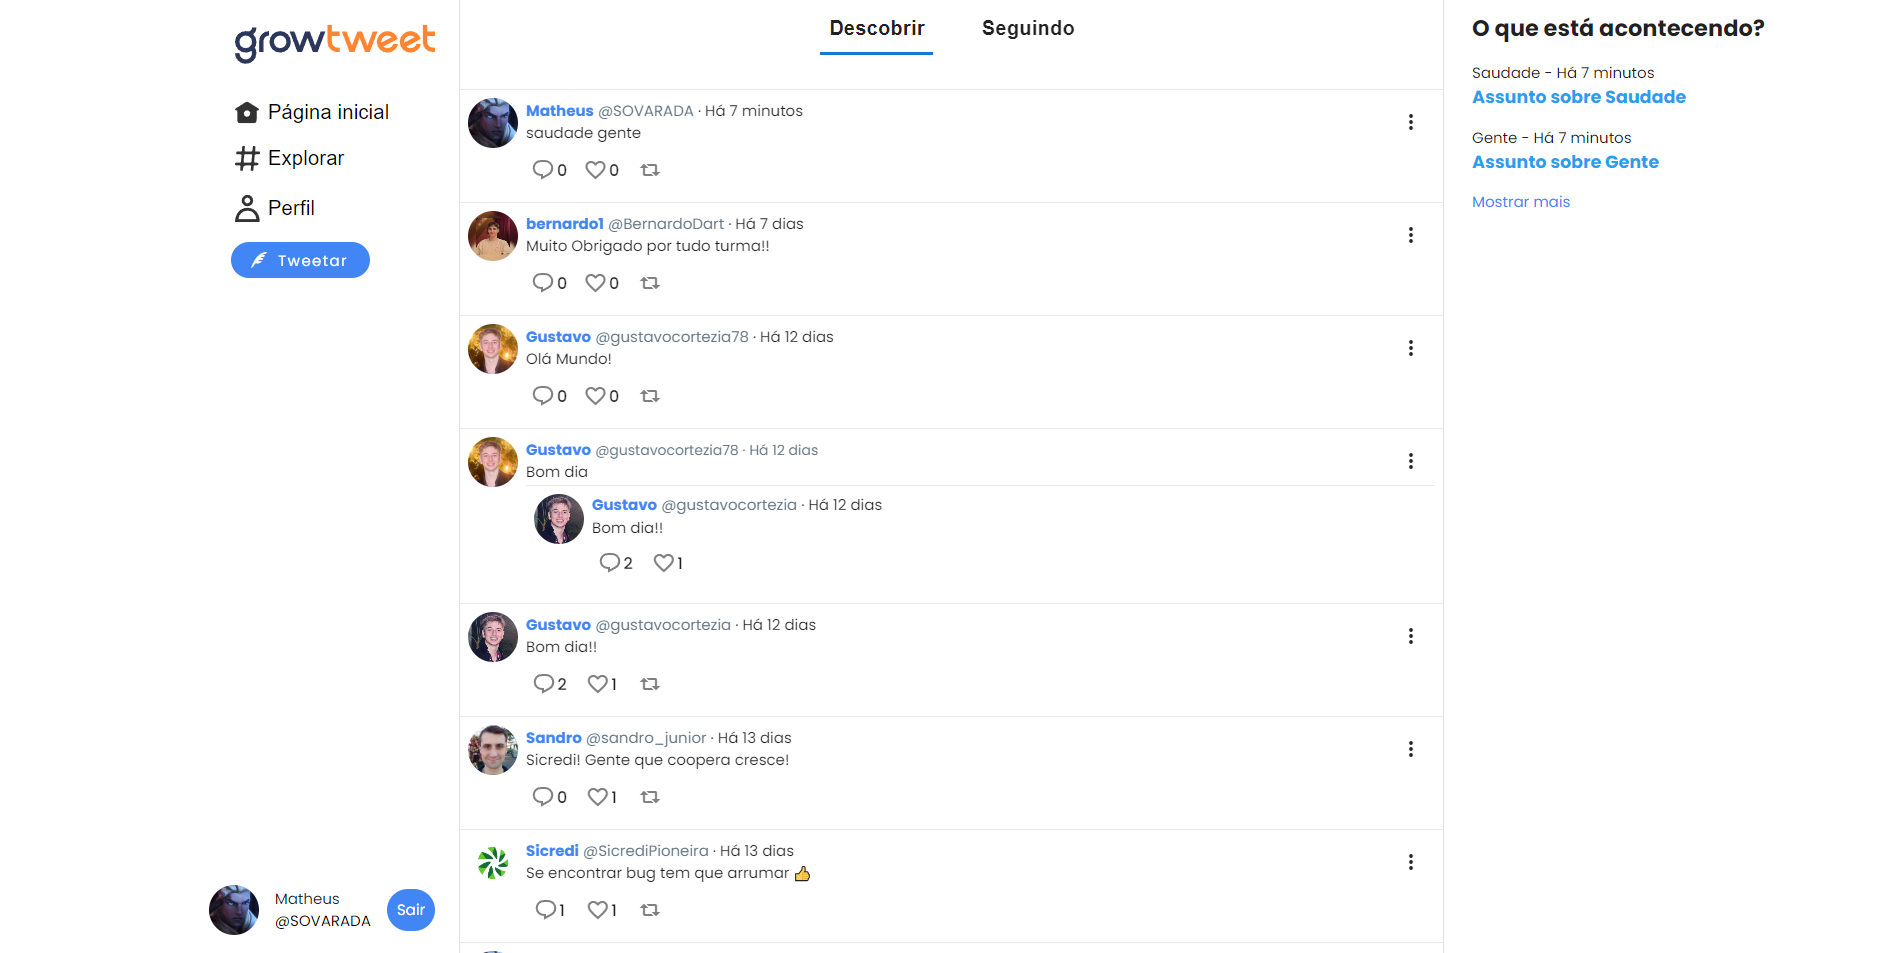 growtweet
Página inicial
Explorar
Perfil
Tweetar
Matheus
@SOVARADA
Sair
Descobrir Seguindo
Matheus @SOVARADA · Há 7 minutos
saudade gente
0 0
bernardo1 @BernardoDart · Há 7 dias
Muito Obrigado por tudo turma!!
0 0
Gustavo @gustavocortezia78 · Há 12 dias
Olá Mundo!
0 0
Gustavo @gustavocortezia78 · Há 12 dias
Bom dia
Gustavo @gustavocortezia · Há 12 dias
Bom dia!!
2 1
Gustavo @gustavocortezia · Há 12 dias
Bom dia!!
2 1
Sandro @sandro_junior · Há 13 dias
Sicredi! Gente que coopera cresce!
0 1
Sicredi @SicrediPioneira · Há 13 dias
Se encontrar bug tem que arrumar 👍
1 1
O que está acontecendo?
Saudade - Há 7 minutos
Assunto sobre Saudade
Gente - Há 7 minutos
Assunto sobre Gente
Mostrar mais